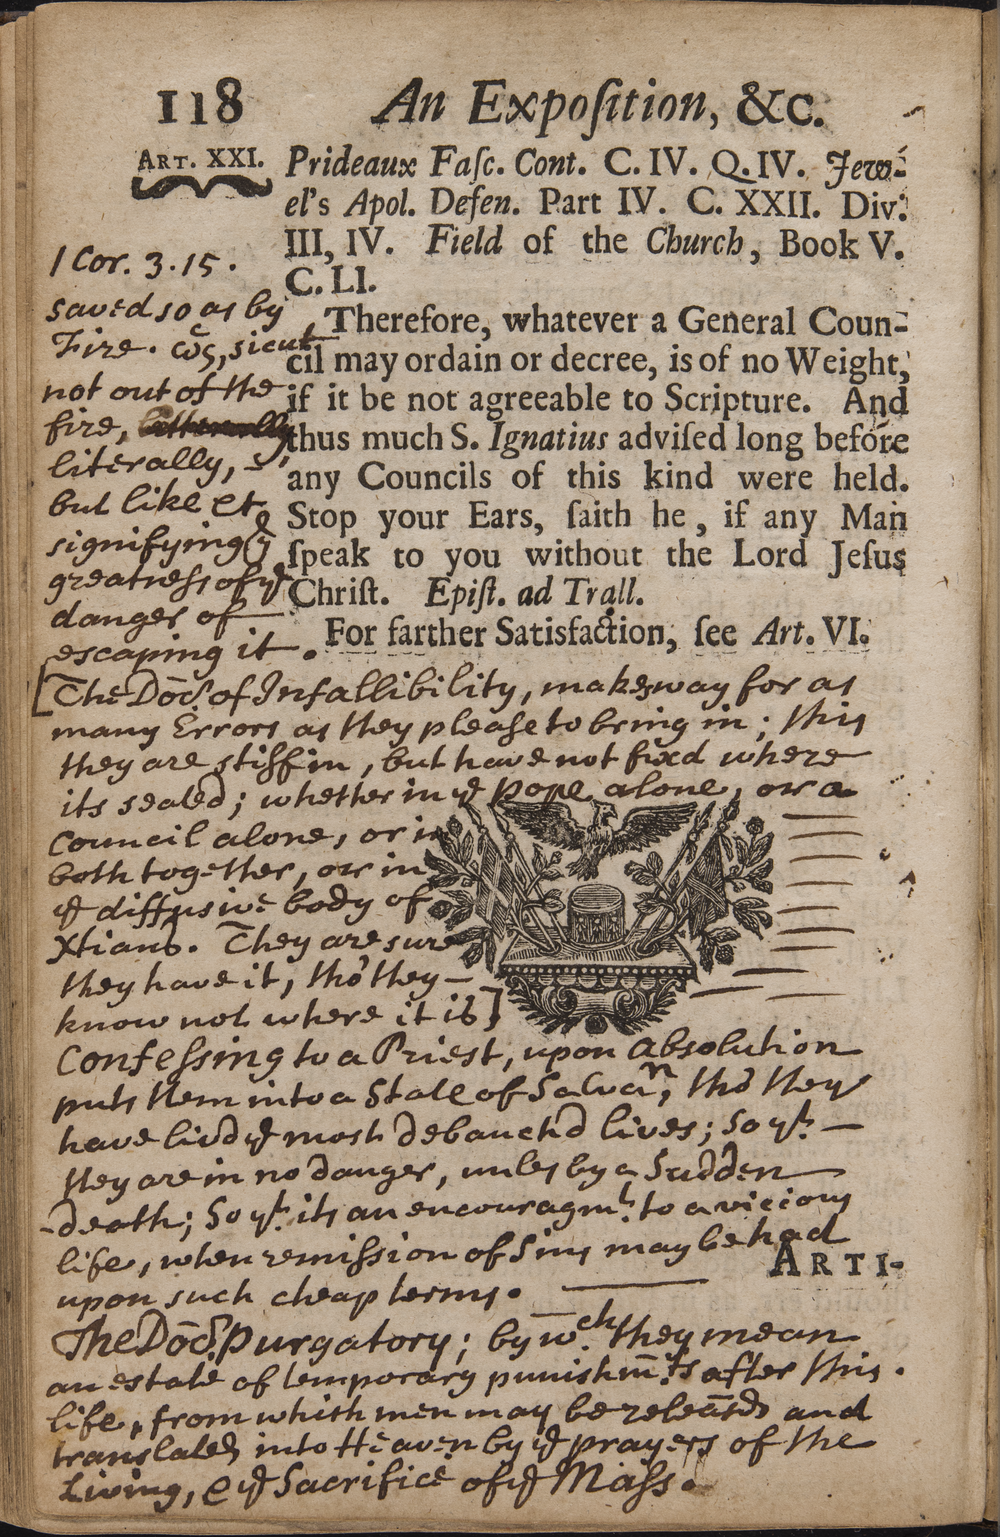 118 An Expoſition, &c.
ART. XXI.
Prideaux Faſc. Cont. C. IV. Q. IV. Jew-
el's Apol. Defen. Part IV. C. XXII. Div.
III, IV. Field of the Church, Book V.
C. LI.
Therefore, whatever a General Coun-
cil may ordain or decree, is of no Weight,
if it be not agreeable to Scripture. And
thus much S. Ignatius adviſed long before
any Councils of this kind were held.
Stop your Ears, ſaith he, if any Man
ſpeak to you without the Lord Jeſus
Chriſt. Epiſt. ad Trall.
For farther Satisfaction, ſee Art. VI.
1 Cor. 3.15.
saved so as by
Fire. ὡς, sicut
not out of the
fire,
literally,
but like it
signifying ye
greatneſs of ye
danger of
escaping it.
[The Doc. of Infallibility, makes way for as
many Errors as they pleaſe to bring in; this
they are stiff in, but have not fixd where
its sealed; whether in ye pope alone, or a
Council alone, or in
both together, or in
ye diffusive body of
Xtians. They are sure
they have it, tho' they —
know not where it is]
Confeſsing to a Priest, upon absolution
puts them into a State of Salvan, tho' they
have livd ye most debauchd lives; So yt. —
they are in no danger, unles by a Sudden
death; So yt. its an encouragmt. to a vicious
life, when remiſsion of Sins may be had
upon such cheap terms.
ARTI-
The Doc. Purgatory; by wch. they mean
an estate of temporary punishmts after this
life, from which men may be releasd and
translated into Heaven by ye prayers of the
Living, & ye Sacrifice of ye Maſs.